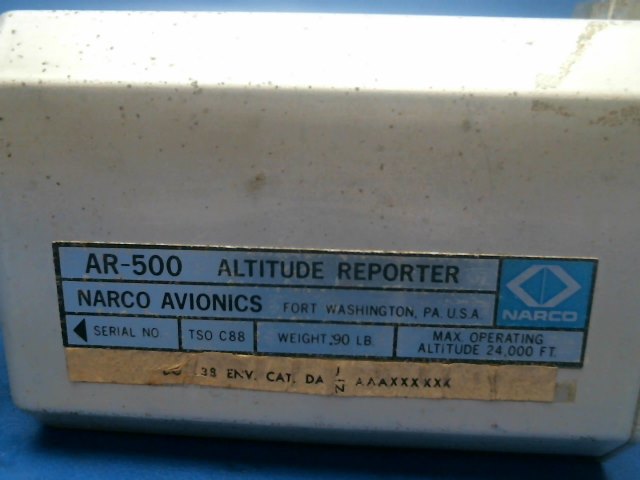 AR-500 ALTITUDE REPORTER
NARCO AVIONICS FORT WASHINGTON, PA. U.S.A.
NARCO
SERIAL NO. TSO C88 WEIGHT .90 LB. MAX. OPERATING
ALTITUDE 24,000 FT.
ENV. CAT. DA AAAXXXXXX